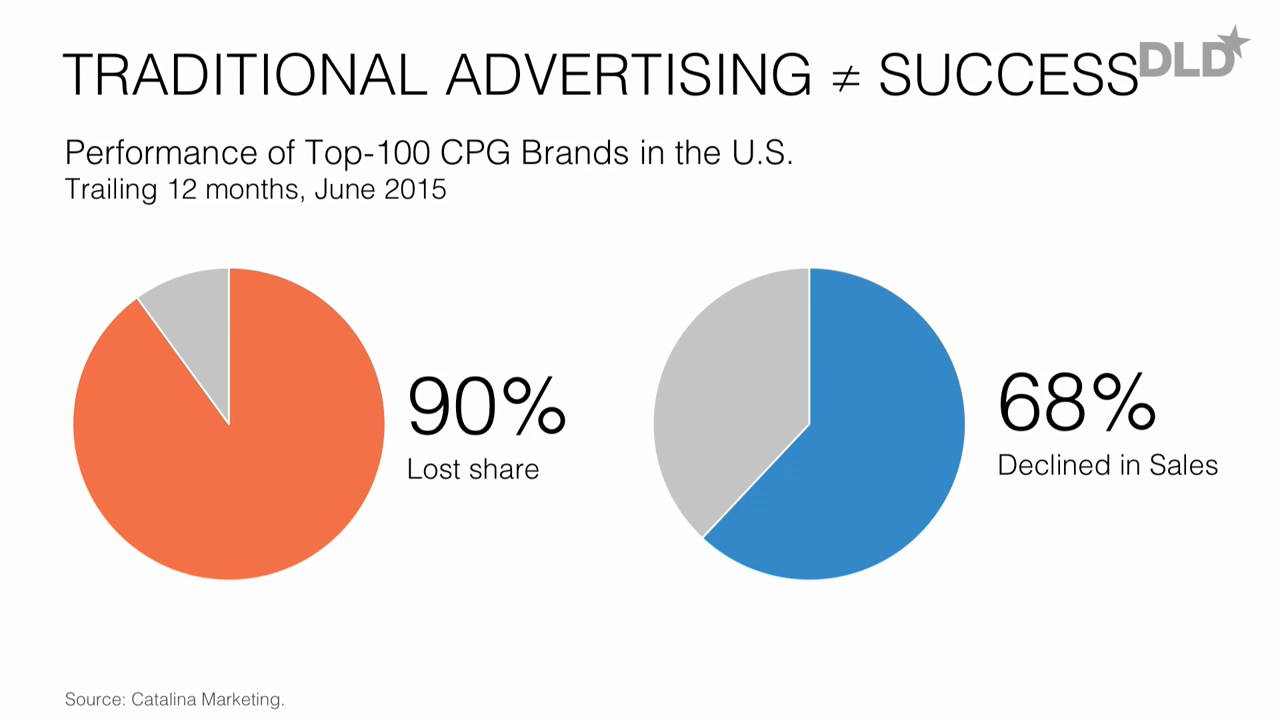 TRADITIONAL ADVERTISING ≠ SUCCESS
DLD
Performance of Top-100 CPG Brands in the U.S.
Trailing 12 months, June 2015
90%
Lost share
68%
Declined in Sales
Source: Catalina Marketing.